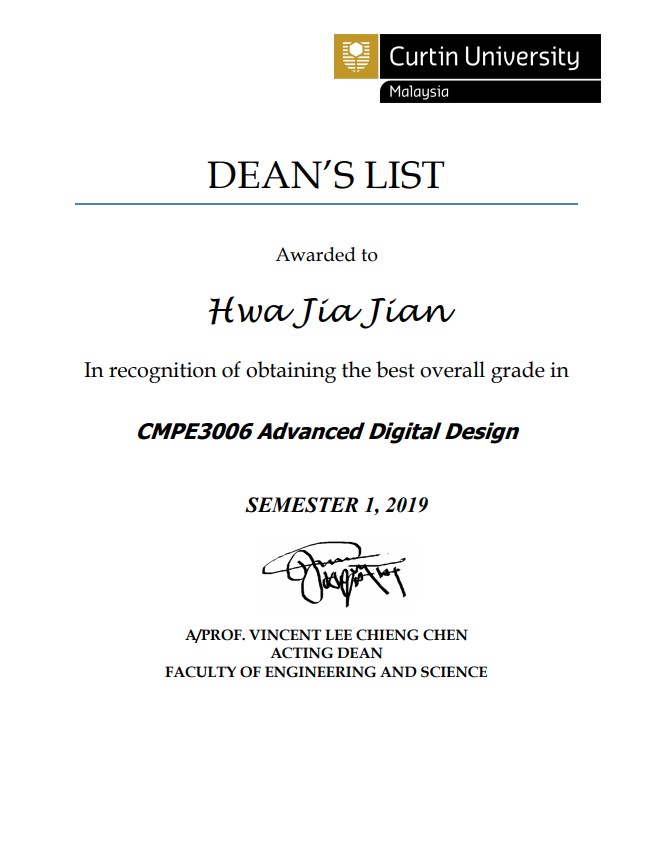 Curtin University
Malaysia
DEAN’S LIST
Awarded to
Hwa Jia Jian
In recognition of obtaining the best overall grade in
CMPE3006 Advanced Digital Design
SEMESTER 1, 2019
A/PROF. VINCENT LEE CHIENG CHEN
ACTING DEAN
FACULTY OF ENGINEERING AND SCIENCE